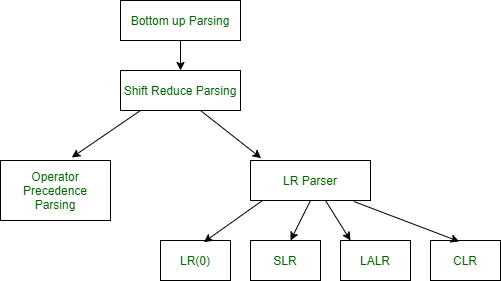 Bottom up Parsing
Shift Reduce Parsing
Operator
Precedence
Parsing
LR Parser
LR(0)
SLR
LALR
CLR